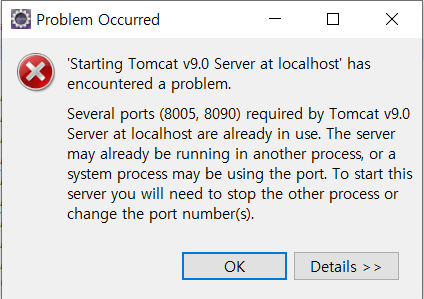 Problem Occurred
'Starting Tomcat v9.0 Server at localhost' has
encountered a problem.
Several ports (8005, 8090) required by Tomcat v9.0
Server at localhost are already in use. The server
may already be running in another process, or a
system process may be using the port. To start this
server you will need to stop the other process or
change the port number(s).
OK
Details >>